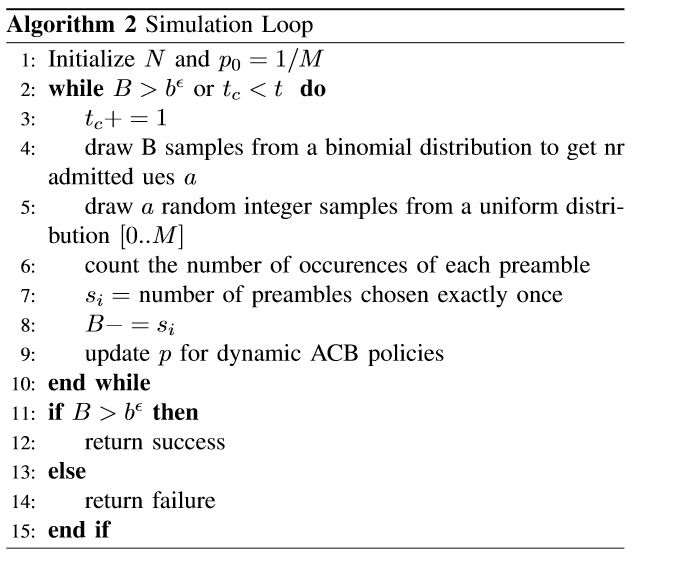 Algorithm 2 Simulation Loop
1: Initialize N and p₀ = 1/M
2: while B > b^ϵ or t_c < t do
3: t_c+ = 1
4: draw B samples from a binomial distribution to get nr
admitted ues a
5: draw a random integer samples from a uniform distri-
bution [0..M]
6: count the number of occurences of each preamble
7: s_i = number of preambles chosen exactly once
8: B− = s_i
9: update p for dynamic ACB policies
10: end while
11: if B > b^ϵ then
12: return success
13: else
14: return failure
15: end if